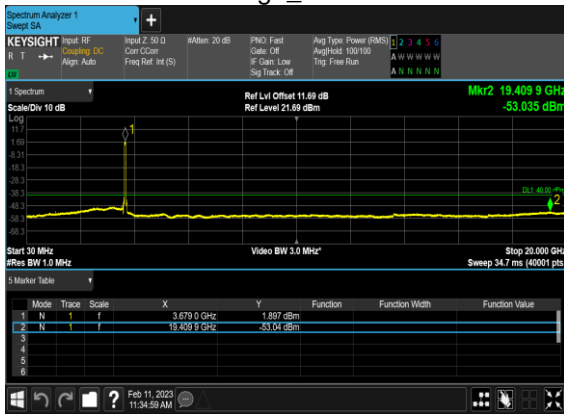 Spectrum Analyzer 1
Swept SA
+
KEYSIGHT Input: RF Input Z: 50 Ω #Atten: 20 dB PNO: Fast Avg Type: Power (RMS) 1 2 3 4 5 6
R T Coupling: DC Corr CCorr Gate: Off Avg|Hold: 100/100 A W W W W W
Align: Auto Freq Ref: Int (S) IF Gain: Low Trig: Free Run
Sig Track: Off A N N N N N
1 Spectrum Ref Lvl Offset 11.69 dB Mkr2 19.409 9 GHz
Scale/Div 10 dB Ref Level 21.69 dBm -53.035 dBm
Log
11.7
1.69
-8.31
-18.3
-28.3
-38.3
-48.3
-58.3
-68.3
1
DL1 -40.00 dBm
2
Start 30 MHz Video BW 3.0 MHz* Stop 20.000 GHz
#Res BW 1.0 MHz Sweep 34.7 ms (40001 pts)
5 Marker Table
Mode Trace Scale X Y Function Function Width Function Value
1 N 1 f 3.679 0 GHz 1.897 dBm
2 N 1 f 19.409 9 GHz -53.04 dBm
3
4
5
6
? Feb 11, 2023
11:34:59 AM